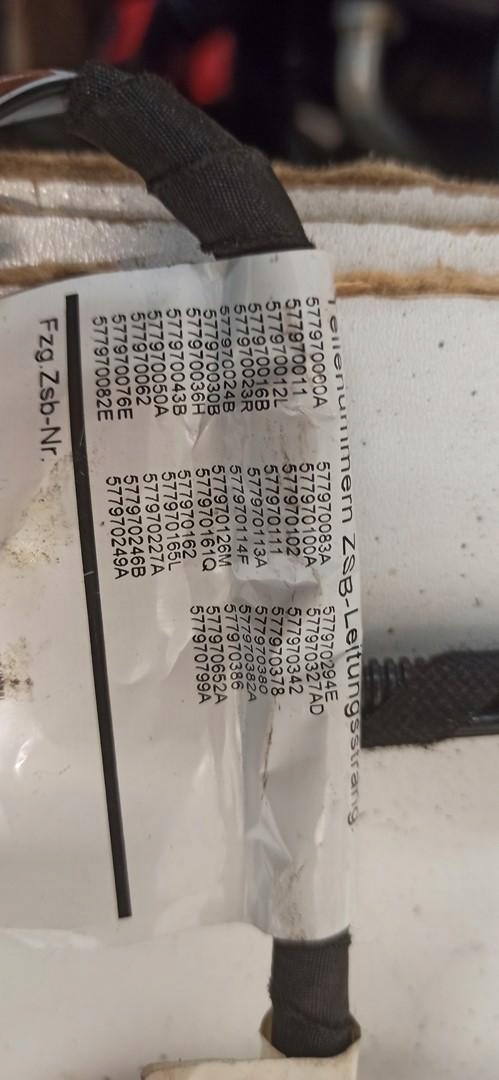 Teilenummern ZSB-Leitungsstrang
577970000A 577970083A 577970294E
577970011 577970100A 577970327AD
577970012L 577970102 577970342
577970016B 577970111 577970378 -
577970023R 577970113A 577970380
577970024B 577970114F 577970382A
577970030B 577970126M 577970386
577970036H 577970161Q 577970652A
577970043B 577970162 577970799A
577970050A 577970165L
577970062 577970227A
577970076E 577970246B
577970082E 577970249A
Fzg.Zsb-Nr.